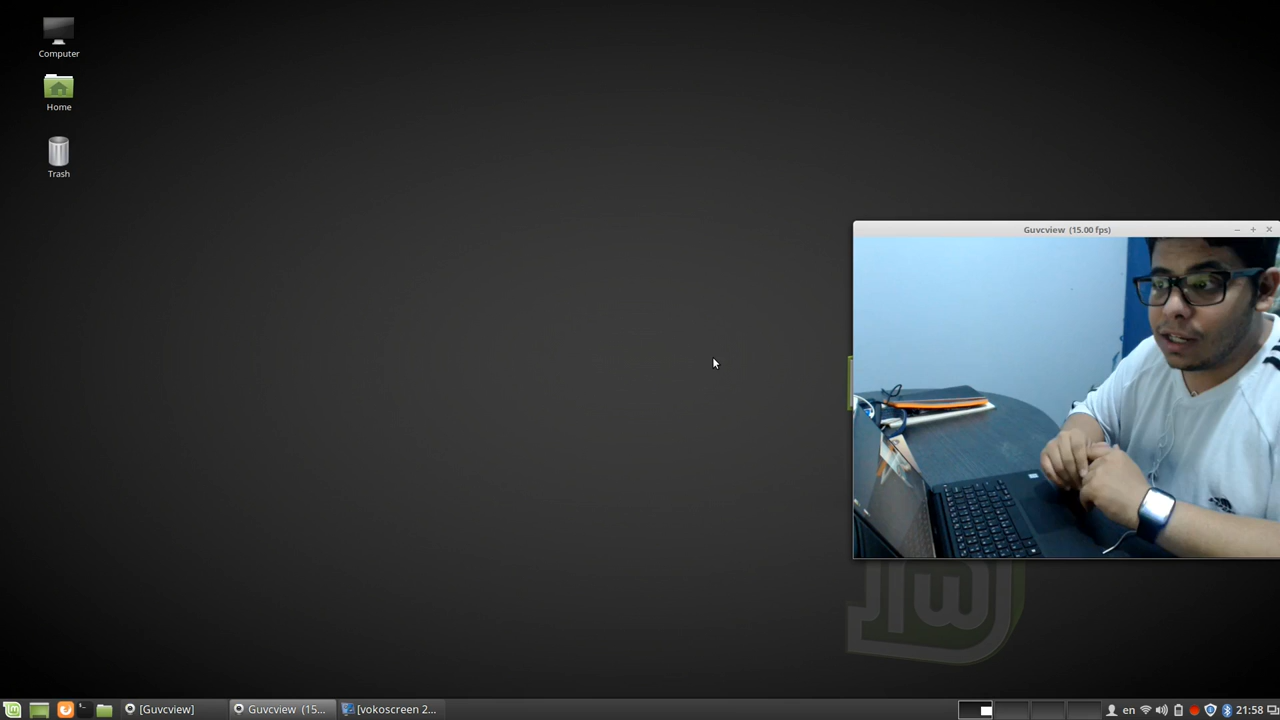 Computer
Home
Trash
Guvcview (15.00 fps)
[Guvcview]
Guvcview (15...
[vokoscreen 2...
en
21:58